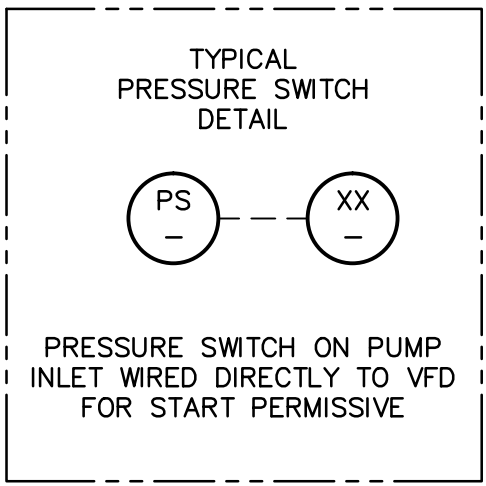 TYPICAL
PRESSURE SWITCH
DETAIL
PS XX
– –
PRESSURE SWITCH ON PUMP
INLET WIRED DIRECTLY TO VFD
FOR START PERMISSIVE